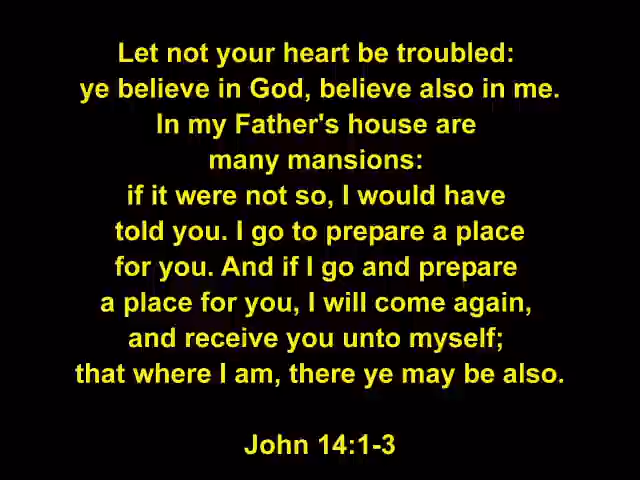 Let not your heart be troubled:
ye believe in God, believe also in me.
In my Father's house are
many mansions:
if it were not so, I would have
told you. I go to prepare a place
for you. And if I go and prepare
a place for you, I will come again,
and receive you unto myself;
that where I am, there ye may be also.
John 14:1-3